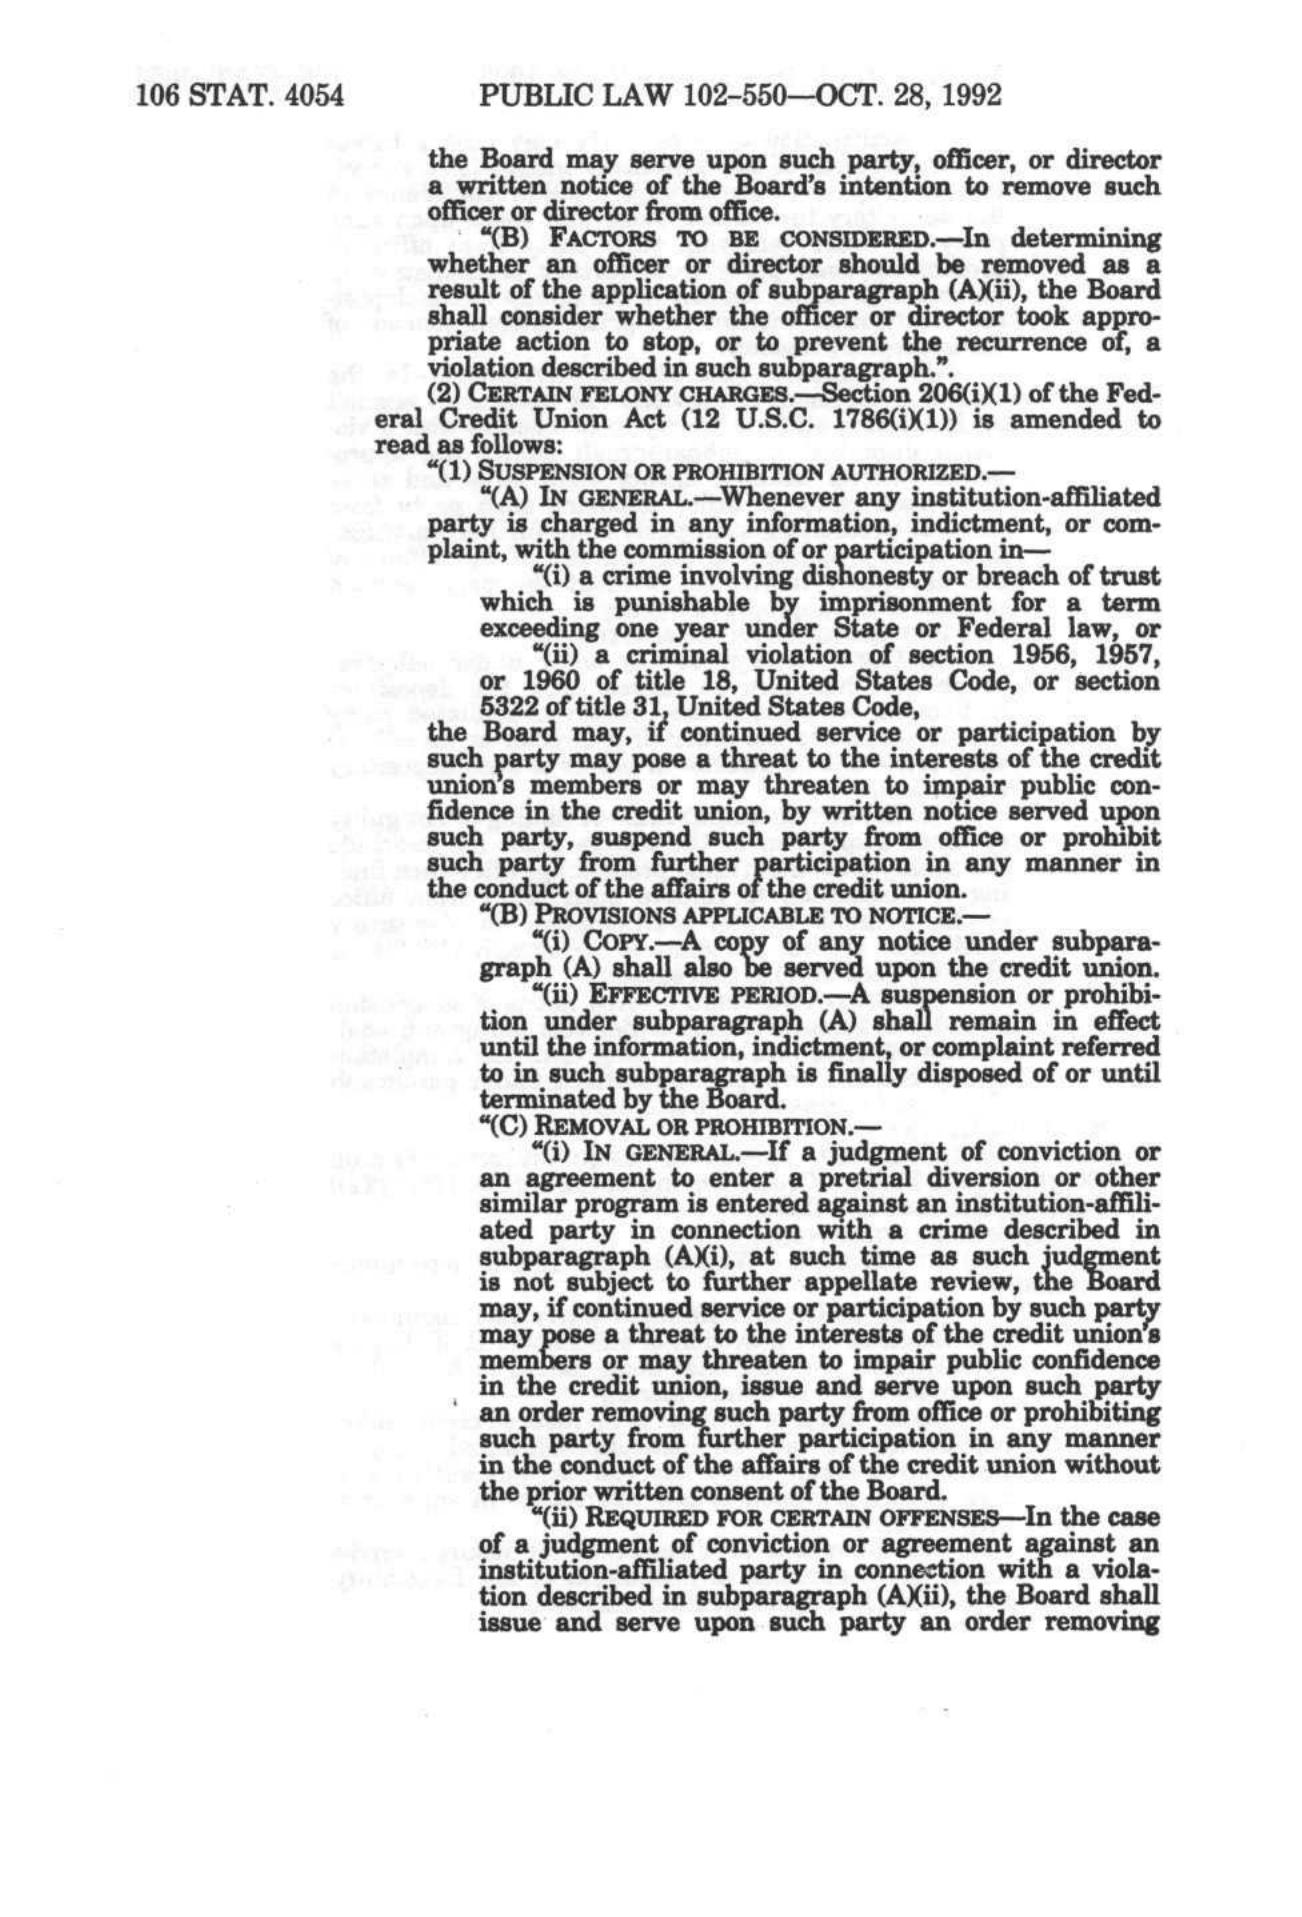 106 STAT. 4054 PUBLIC LAW 102-550—OCT. 28, 1992
the Board may serve upon such party, officer, or director
a written notice of the Board's intention to remove such
officer or director from office.
"(B) FACTORS TO BE CONSIDERED.—In determining
whether an officer or director should be removed as a
result of the application of subparagraph (A)(ii), the Board
shall consider whether the officer or director took appro-
priate action to stop, or to prevent the recurrence of, a
violation described in such subparagraph.".
(2) CERTAIN FELONY CHARGES.—Section 206(i)(1) of the Fed-
eral Credit Union Act (12 U.S.C. 1786(i)(1)) is amended to
read as follows:
"(1) SUSPENSION OR PROHIBITION AUTHORIZED.—
"(A) IN GENERAL.—Whenever any institution-affiliated
party is charged in any information, indictment, or com-
plaint, with the commission of or participation in—
"(i) a crime involving dishonesty or breach of trust
which is punishable by imprisonment for a term
exceeding one year under State or Federal law, or
"(ii) a criminal violation of section 1956, 1957,
or 1960 of title 18, United States Code, or section
5322 of title 31, United States Code,
the Board may, if continued service or participation by
such party may pose a threat to the interests of the credit
union's members or may threaten to impair public con-
fidence in the credit union, by written notice served upon
such party, suspend such party from office or prohibit
such party from further participation in any manner in
the conduct of the affairs of the credit union.
"(B) PROVISIONS APPLICABLE TO NOTICE.—
"(i) COPY.—A copy of any notice under subpara-
graph (A) shall also be served upon the credit union.
"(ii) EFFECTIVE PERIOD.—A suspension or prohibi-
tion under subparagraph (A) shall remain in effect
until the information, indictment, or complaint referred
to in such subparagraph is finally disposed of or until
terminated by the Board.
"(C) REMOVAL OR PROHIBITION.—
"(i) IN GENERAL.—If a judgment of conviction or
an agreement to enter a pretrial diversion or other
similar program is entered against an institution-affili-
ated party in connection with a crime described in
subparagraph (A)(i), at such time as such judgment
is not subject to further appellate review, the Board
may, if continued service or participation by such party
may pose a threat to the interests of the credit union's
members or may threaten to impair public confidence
in the credit union, issue and serve upon such party
an order removing such party from office or prohibiting
such party from further participation in any manner
in the conduct of the affairs of the credit union without
the prior written consent of the Board.
"(ii) REQUIRED FOR CERTAIN OFFENSES—In the case
of a judgment of conviction or agreement against an
institution-affiliated party in connection with a viola-
tion described in subparagraph (A)(ii), the Board shall
issue and serve upon such party an order removing